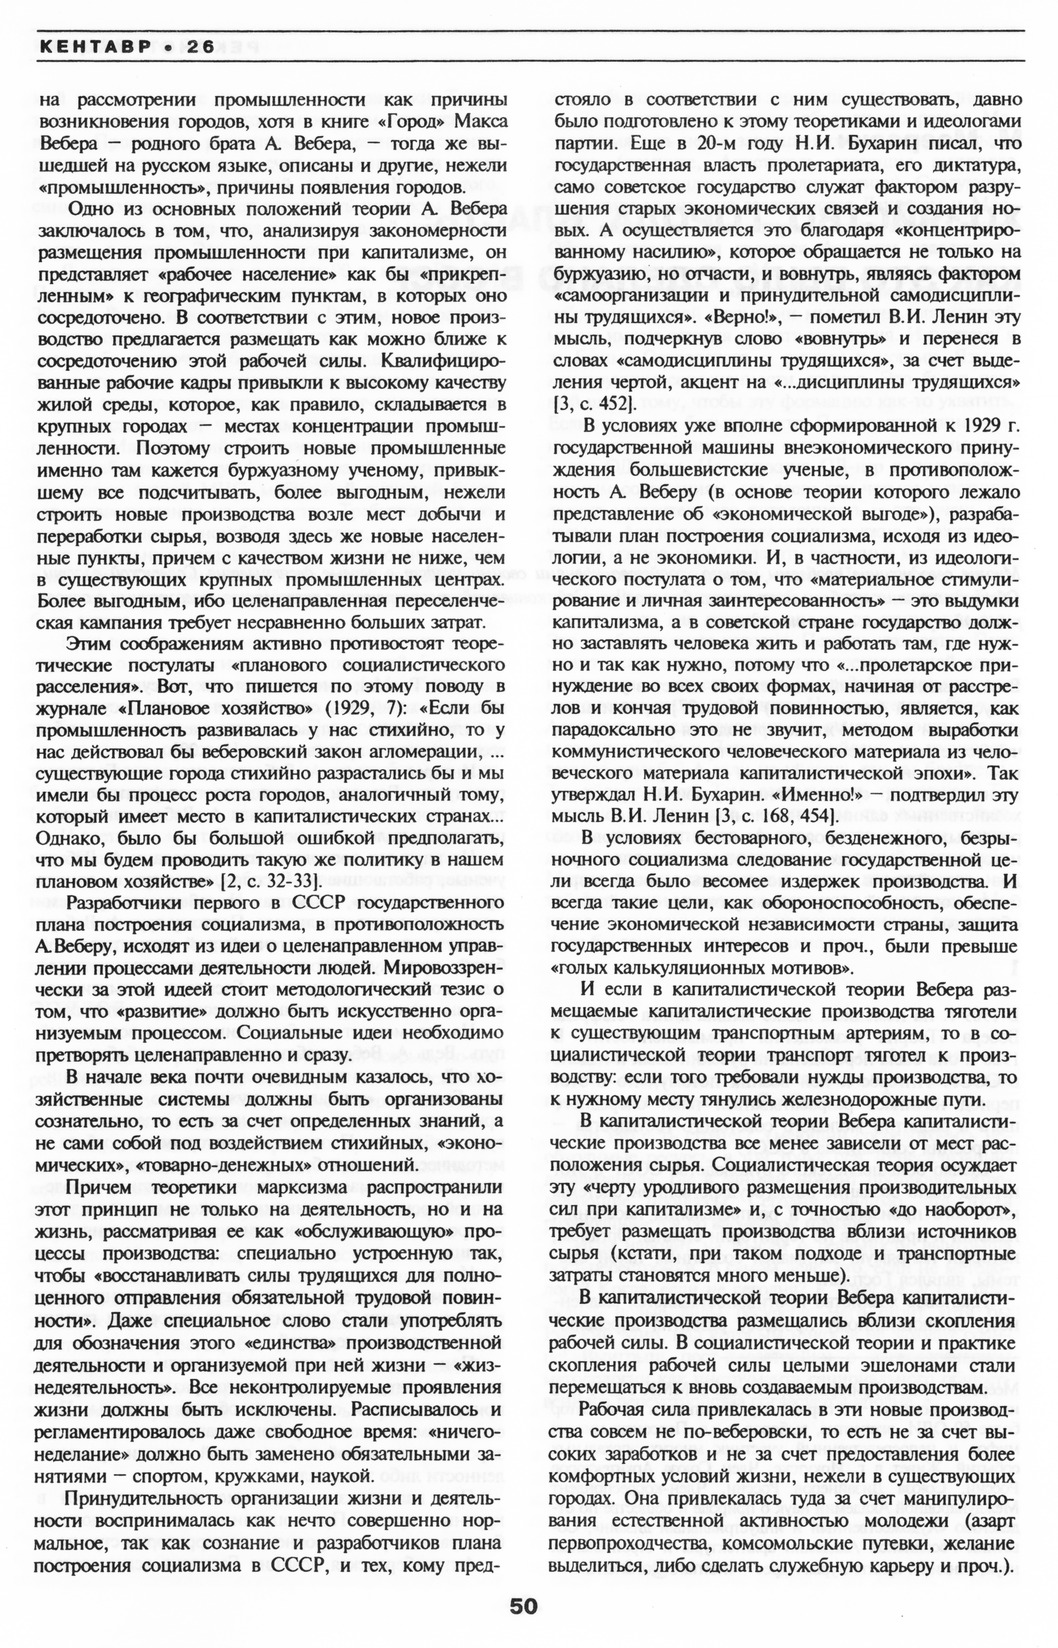 КЕНТАВР • 26
на рассмотрении промышленности как причины
возникновения городов, хотя в книге «Город» Макса
Вебера — родного брата А. Вебера, — тогда же вы-
шедшей на русском языке, описаны и другие, нежели
«промышленность», причины появления городов.
Одно из основных положений теории А. Вебера
заключалось в том, что, анализируя закономерности
размещения промышленности при капитализме, он
представляет «рабочее население» как бы «прикреп-
ленным» к географическим пунктам, в которых оно
сосредоточено. В соответствии с этим, новое произ-
водство предлагается размещать как можно ближе к
сосредоточению этой рабочей силы. Квалифициро-
ванные рабочие кадры привыкли к высокому качеству
жилой среды, которое, как правило, складывается в
крупных городах — местах концентрации промыш-
ленности. Поэтому строить новые промышленные
именно там кажется буржуазному ученому, привык-
шему все подсчитывать, более выгодным, нежели
строить новые производства возле мест добычи и
переработки сырья, возводя здесь же новые населен-
ные пункты, причем с качеством жизни не ниже, чем
в существующих крупных промышленных центрах.
Более выгодным, ибо целенаправленная переселенче-
ская кампания требует несравненно больших затрат.
Этим соображениям активно противостоят теоре-
тические постулаты «планового социалистического
расселения». Вот, что пишется по этому поводу в
журнале «Плановое хозяйство» (1929, 7): «Если бы
промышленность развивалась у нас стихийно, то у
нас действовал бы веберовский закон агломерации, ...
существующие города стихийно разрастались бы и мы
имели бы процесс роста городов, аналогичный тому,
который имеет место в капиталистических странах...
Однако, было бы большой ошибкой предполагать,
что мы будем проводить такую же политику в нашем
плановом хозяйстве» [2, с. 32-33].
Разработчики первого в СССР государственного
плана построения социализма, в противоположность
А.Веберу, исходят из идеи о целенаправленном управ-
лении процессами деятельности людей. Мировоззрен-
чески за этой идеей стоит методологический тезис о
том, что «развитие» должно быть искусственно орга-
низуемым процессом. Социальные идеи необходимо
претворять целенаправленно и сразу.
В начале века почти очевидным казалось, что хо-
зяйственные системы должны быть организованы
сознательно, то есть за счет определенных знаний, а
не сами собой под воздействием стихийных, «эконо-
мических», «товарно-денежных» отношений.
Причем теоретики марксизма распространили
этот принцип не только на деятельность, но и на
жизнь, рассматривая ее как «обслуживающую» про-
цессы производства: специально устроенную так,
чтобы «восстанавливать силы трудящихся для полно-
ценного отправления обязательной трудовой повин-
ности». Даже специальное слово стали употреблять
для обозначения этого «единства» производственной
деятельности и организуемой при ней жизни — «жиз-
недеятельность». Все неконтролируемые проявления
жизни должны быть исключены. Расписывалось и
регламентировалось даже свободное время: «ничего-
неделание» должно быть заменено обязательными за-
нятиями — спортом, кружками, наукой.
Принудительность организации жизни и деятель-
ности воспринималась как нечто совершенно нор-
мальное, так как сознание и разработчиков плана
построения социализма в СССР, и тех, кому пред-
стояло в соответствии с ним существовать, давно
было подготовлено к этому теоретиками и идеологами
партии. Еще в 20-м году Н.И. Бухарин писал, что
государственная власть пролетариата, его диктатура,
само советское государство служат фактором разру-
шения старых экономических связей и создания но-
вых. А осуществляется это благодаря «концентриро-
ванному насилию», которое обращается не только на
буржуазию, но отчасти, и вовнутрь, являясь фактором
«самоорганизации и принудительной самодисципли-
ны трудящихся». «Верно!», — пометил В.И. Ленин эту
мысль, подчеркнув слово «вовнутрь» и перенеся в
словах «самодисциплины трудящихся», за счет выде-
ления чертой, акцент на «...дисциплины трудящихся»
[3, с. 452].
В условиях уже вполне сформированной к 1929 г.
государственной машины внеэкономического прину-
ждения большевистские ученые, в противополож-
ность А. Веберу (в основе теории которого лежало
представление об «экономической выгоде»), разраба-
тывали план построения социализма, исходя из идео-
логии, а не экономики. И, в частности, из идеологи-
ческого постулата о том, что «материальное стимули-
рование и личная заинтересованность» — это выдумки
капитализма, а в советской стране государство долж-
но заставлять человека жить и работать там, где нуж-
но и так как нужно, потому что «...пролетарское при-
нуждение во всех своих формах, начиная от расстре-
лов и кончая трудовой повинностью, является, как
парадоксально это не звучит, методом выработки
коммунистического человеческого материала из чело-
веческого материала капиталистической эпохи». Так
утверждал Н.И. Бухарин. «Именно!» — подтвердил эту
мысль В.И. Ленин [3, с. 168, 454].
В условиях бестоварного, безденежного, безры-
ночного социализма следование государственной це-
ли всегда было весомее издержек производства. И
всегда такие цели, как обороноспособность, обеспе-
чение экономической независимости страны, защита
государственных интересов и проч., были превыше
«голых калькуляционных мотивов».
И если в капиталистической теории Вебера раз-
мещаемые капиталистические производства тяготели
к существующим транспортным артериям, то в со-
циалистической теории транспорт тяготел к произ-
водству: если того требовали нужды производства, то
к нужному месту тянулись железнодорожные пути.
В капиталистической теории Вебера капиталисти-
ческие производства все менее зависели от мест рас-
положения сырья. Социалистическая теория осуждает
эту «черту уродливого размещения производительных
сил при капитализме» и, с точностью «до наоборот»,
требует размещать производства вблизи источников
сырья (кстати, при таком подходе и транспортные
затраты становятся много меньше).
В капиталистической теории Вебера капиталисти-
ческие производства размещались вблизи скопления
рабочей силы. В социалистической теории и практике
скопления рабочей силы целыми эшелонами стали
перемещаться к вновь создаваемым производствам.
Рабочая сила привлекалась в эти новые производ-
ства совсем не по-веберовски, то есть не за счет вы-
соких заработков и не за счет предоставления более
комфортных условий жизни, нежели в существующих
городах. Она привлекалась туда за счет манипулиро-
вания естественной активностью молодежи (азарт
первопроходчества, комсомольские путевки, желание
выделиться, либо сделать служебную карьеру и проч.).
50